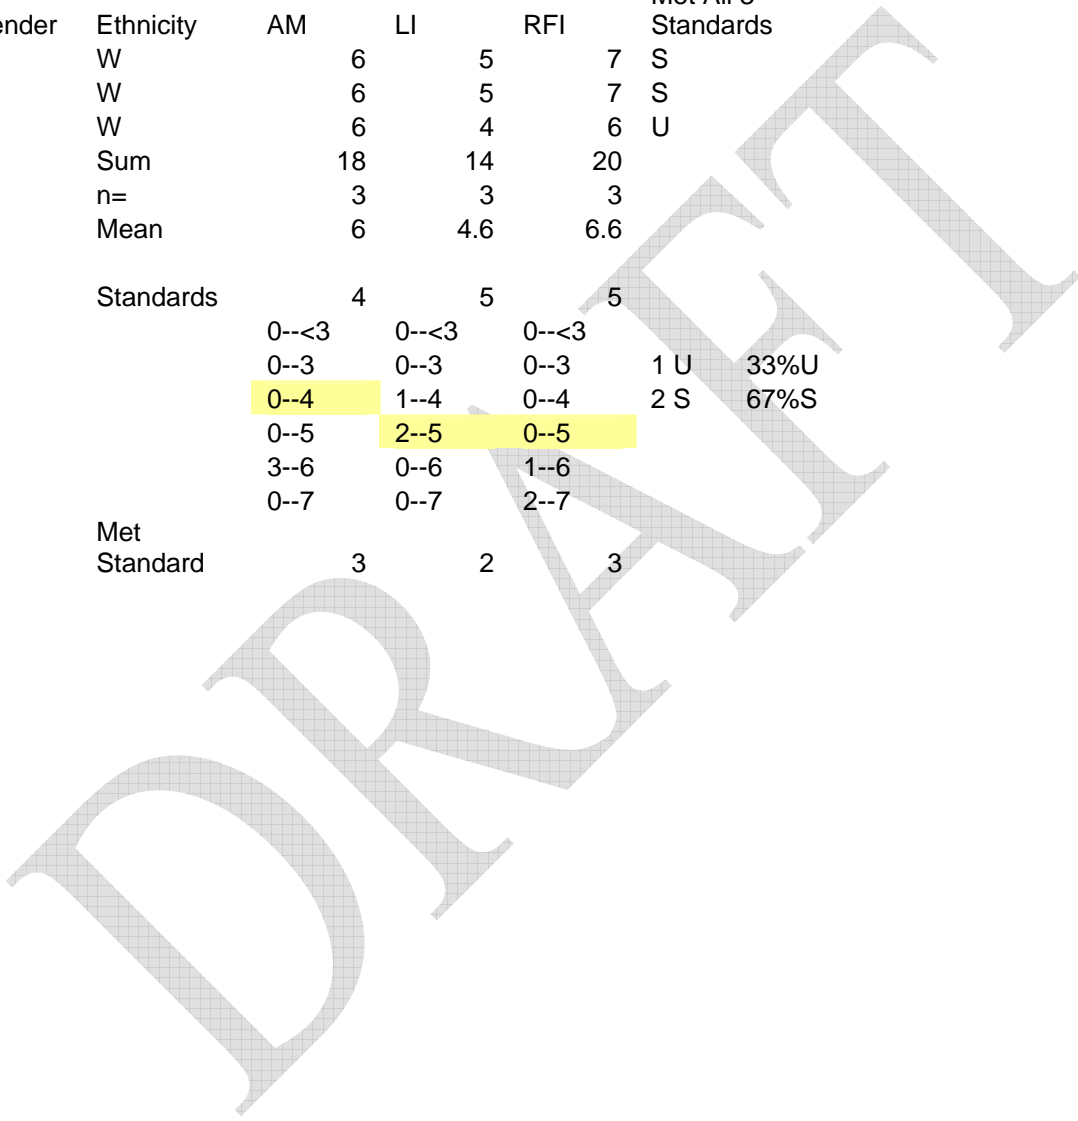 Ethnicity AM LI RFI Standards
W 6 5 7 S
W 6 5 7 S
W 6 4 6 U
Sum 18 14 20
n= 3 3 3
Mean 6 4.6 6.6
Standards 4 5 5
0--<3 0--<3 0--<3
0--3 0--3 0--3 1 U 33%U
0--4 1--4 0--4 2 S 67%S
0--5 2--5 0--5
3--6 0--6 1--6
0--7 0--7 2--7
Met
Standard 3 2 3
DRAFT